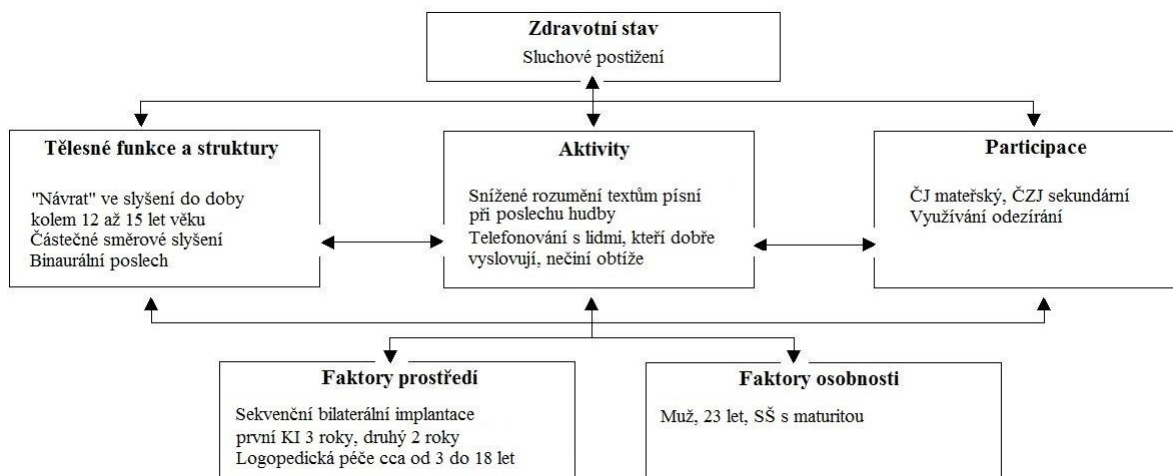 Zdravotní stav
Sluchové postižení
Tělesné funkce a struktury
"Návrat" ve slyšení do doby
kolem 12 až 15 let věku
Částečné směrové slyšení
Binaurální poslech
Aktivity
Snížené rozumění textům písní
při poslechu hudby
Telefonování s lidmi, kteří dobře
vyslovují, nečiní obtíže
Participace
ČJ mateřský, ČZJ sekundární
Využívání odezírání
Faktory prostředí
Sekvenční bilaterální implantace
první KI 3 roky, druhý 2 roky
Logopedická péče cca od 3 do 18 let
Faktory osobnosti
Muž, 23 let, SŠ s maturitou